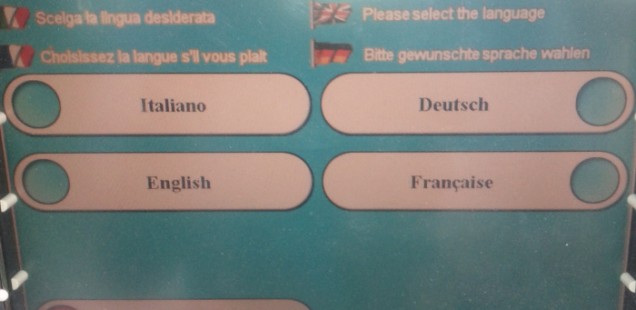 Scelga la lingua desiderata
Please select the language
Choisissez la langue s'il vous plait
Bitte gewunschte sprache wahlen
Italiano
Deutsch
English
Française